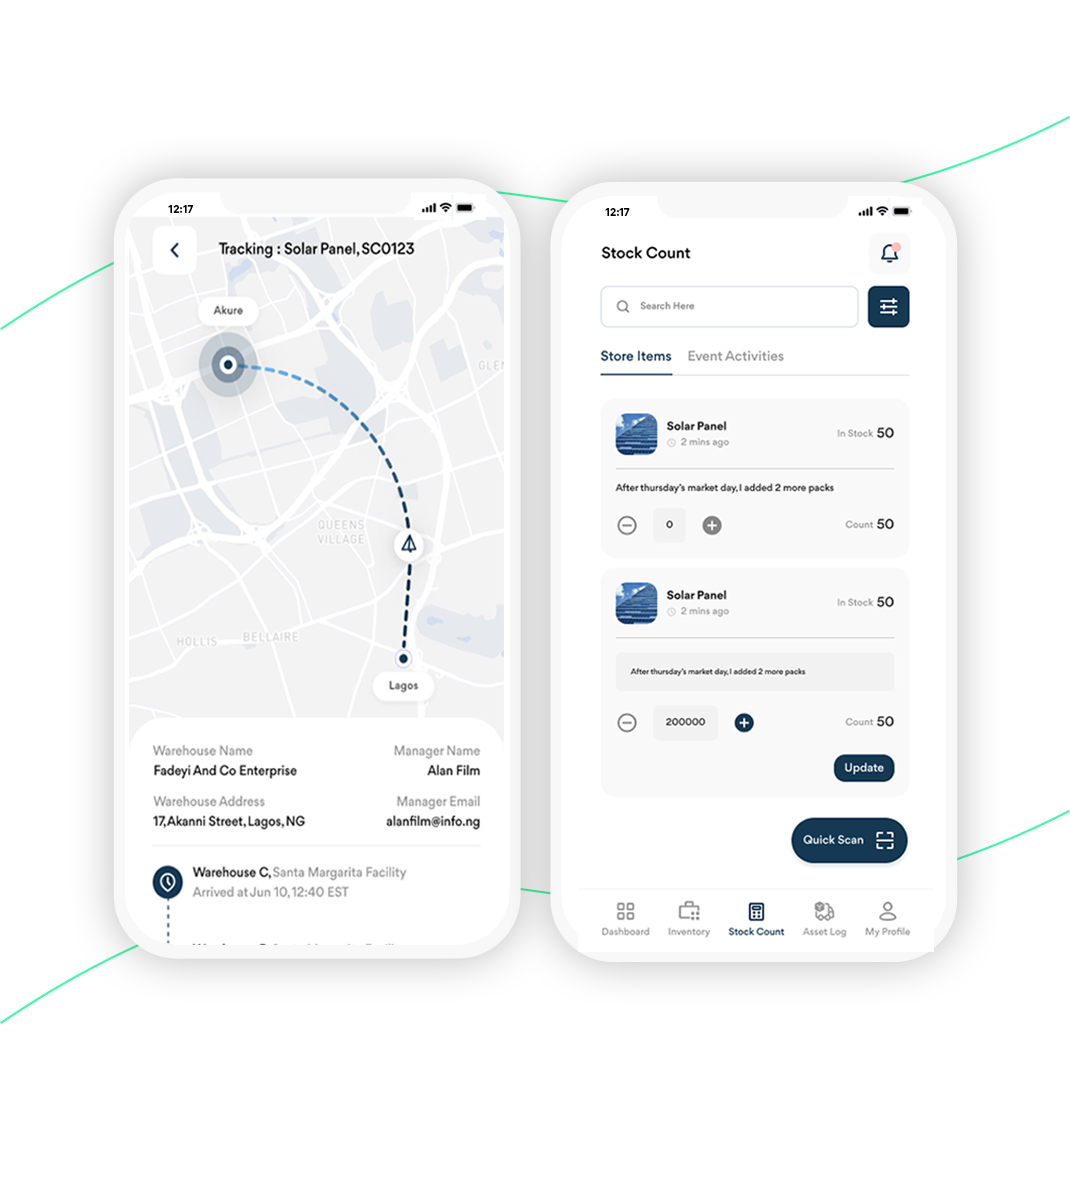 12:17
Tracking : Solar Panel, SC0123
Akure
GLEN
QUEENS
VILLAGE
HOLLIS
BELLAIRE
Lagos
Warehouse Name
Manager Name
Fadeyi And Co Enterprise
Alan Film
Warehouse Address
Manager Email
17,Akanni Street, Lagos, NG
alanfilm@info.ng
Warehouse C, Santa Margarita Facility
Arrived at Jun 10, 12:40 EST
12:17
Stock Count
Search Here
Store Items
Event Activities
Solar Panel
2 mins ago
In Stock 50
After thursday's market day, I added 2 more packs
0
Count 50
Solar Panel
2 mins ago
In Stock 50
After thursday's market day, I added 2 more packs
200000
Count 50
Update
Quick Scan
Dashboard
Inventory
Stock Count
Asset Log
My Profile